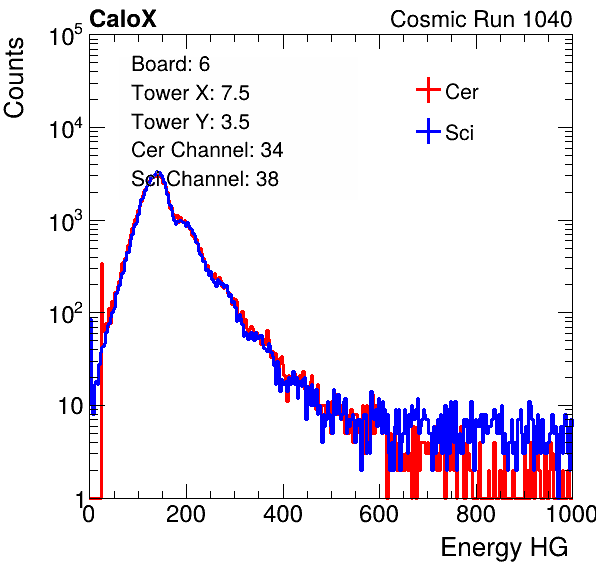 CaloX Cosmic Run 1040
Counts
10^5
10^4
10^3
10^2
10
1
Board: 6
Tower X: 7.5
Tower Y: 3.5
Cer Channel: 34
Sci Channel: 38
Cer
Sci
0 200 400 600 800 1000
Energy HG